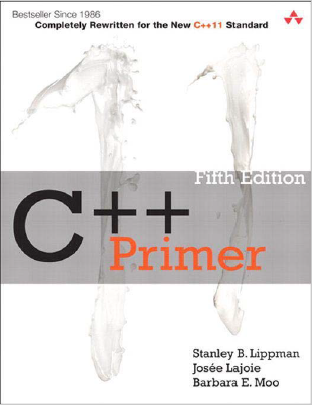 Bestseller Since 1986
Completely Rewritten for the New C++11 Standard
Fifth Edition
C++
Primer
Stanley B. Lippman
Josée Lajoie
Barbara E. Moo